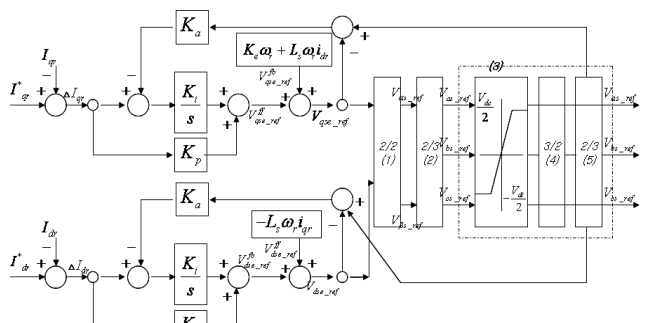 K_a
K_e ω_r + L_s ω_r i_dr
(3)
I_qr
I*_qr
ΔI_qr
K_i
s
V^fb_qse_ref
V^ff_qse_ref
V_qse_ref
K_p
V_as_ref
V_as_ref
V_dc
2
V_as_ref
2/2
(1)
2/3
(2)
V_bs_ref
3/2
(4)
2/3
(5)
V_bs_ref
V_βs_ref
V_cs_ref
-V_dc
2
V_cs_ref
K_a
-L_s ω_r i_qr
I_dr
I*_dr
ΔI_dr
K_i
s
V^fb_dse_ref
V^ff_dse_ref
V_dse_ref